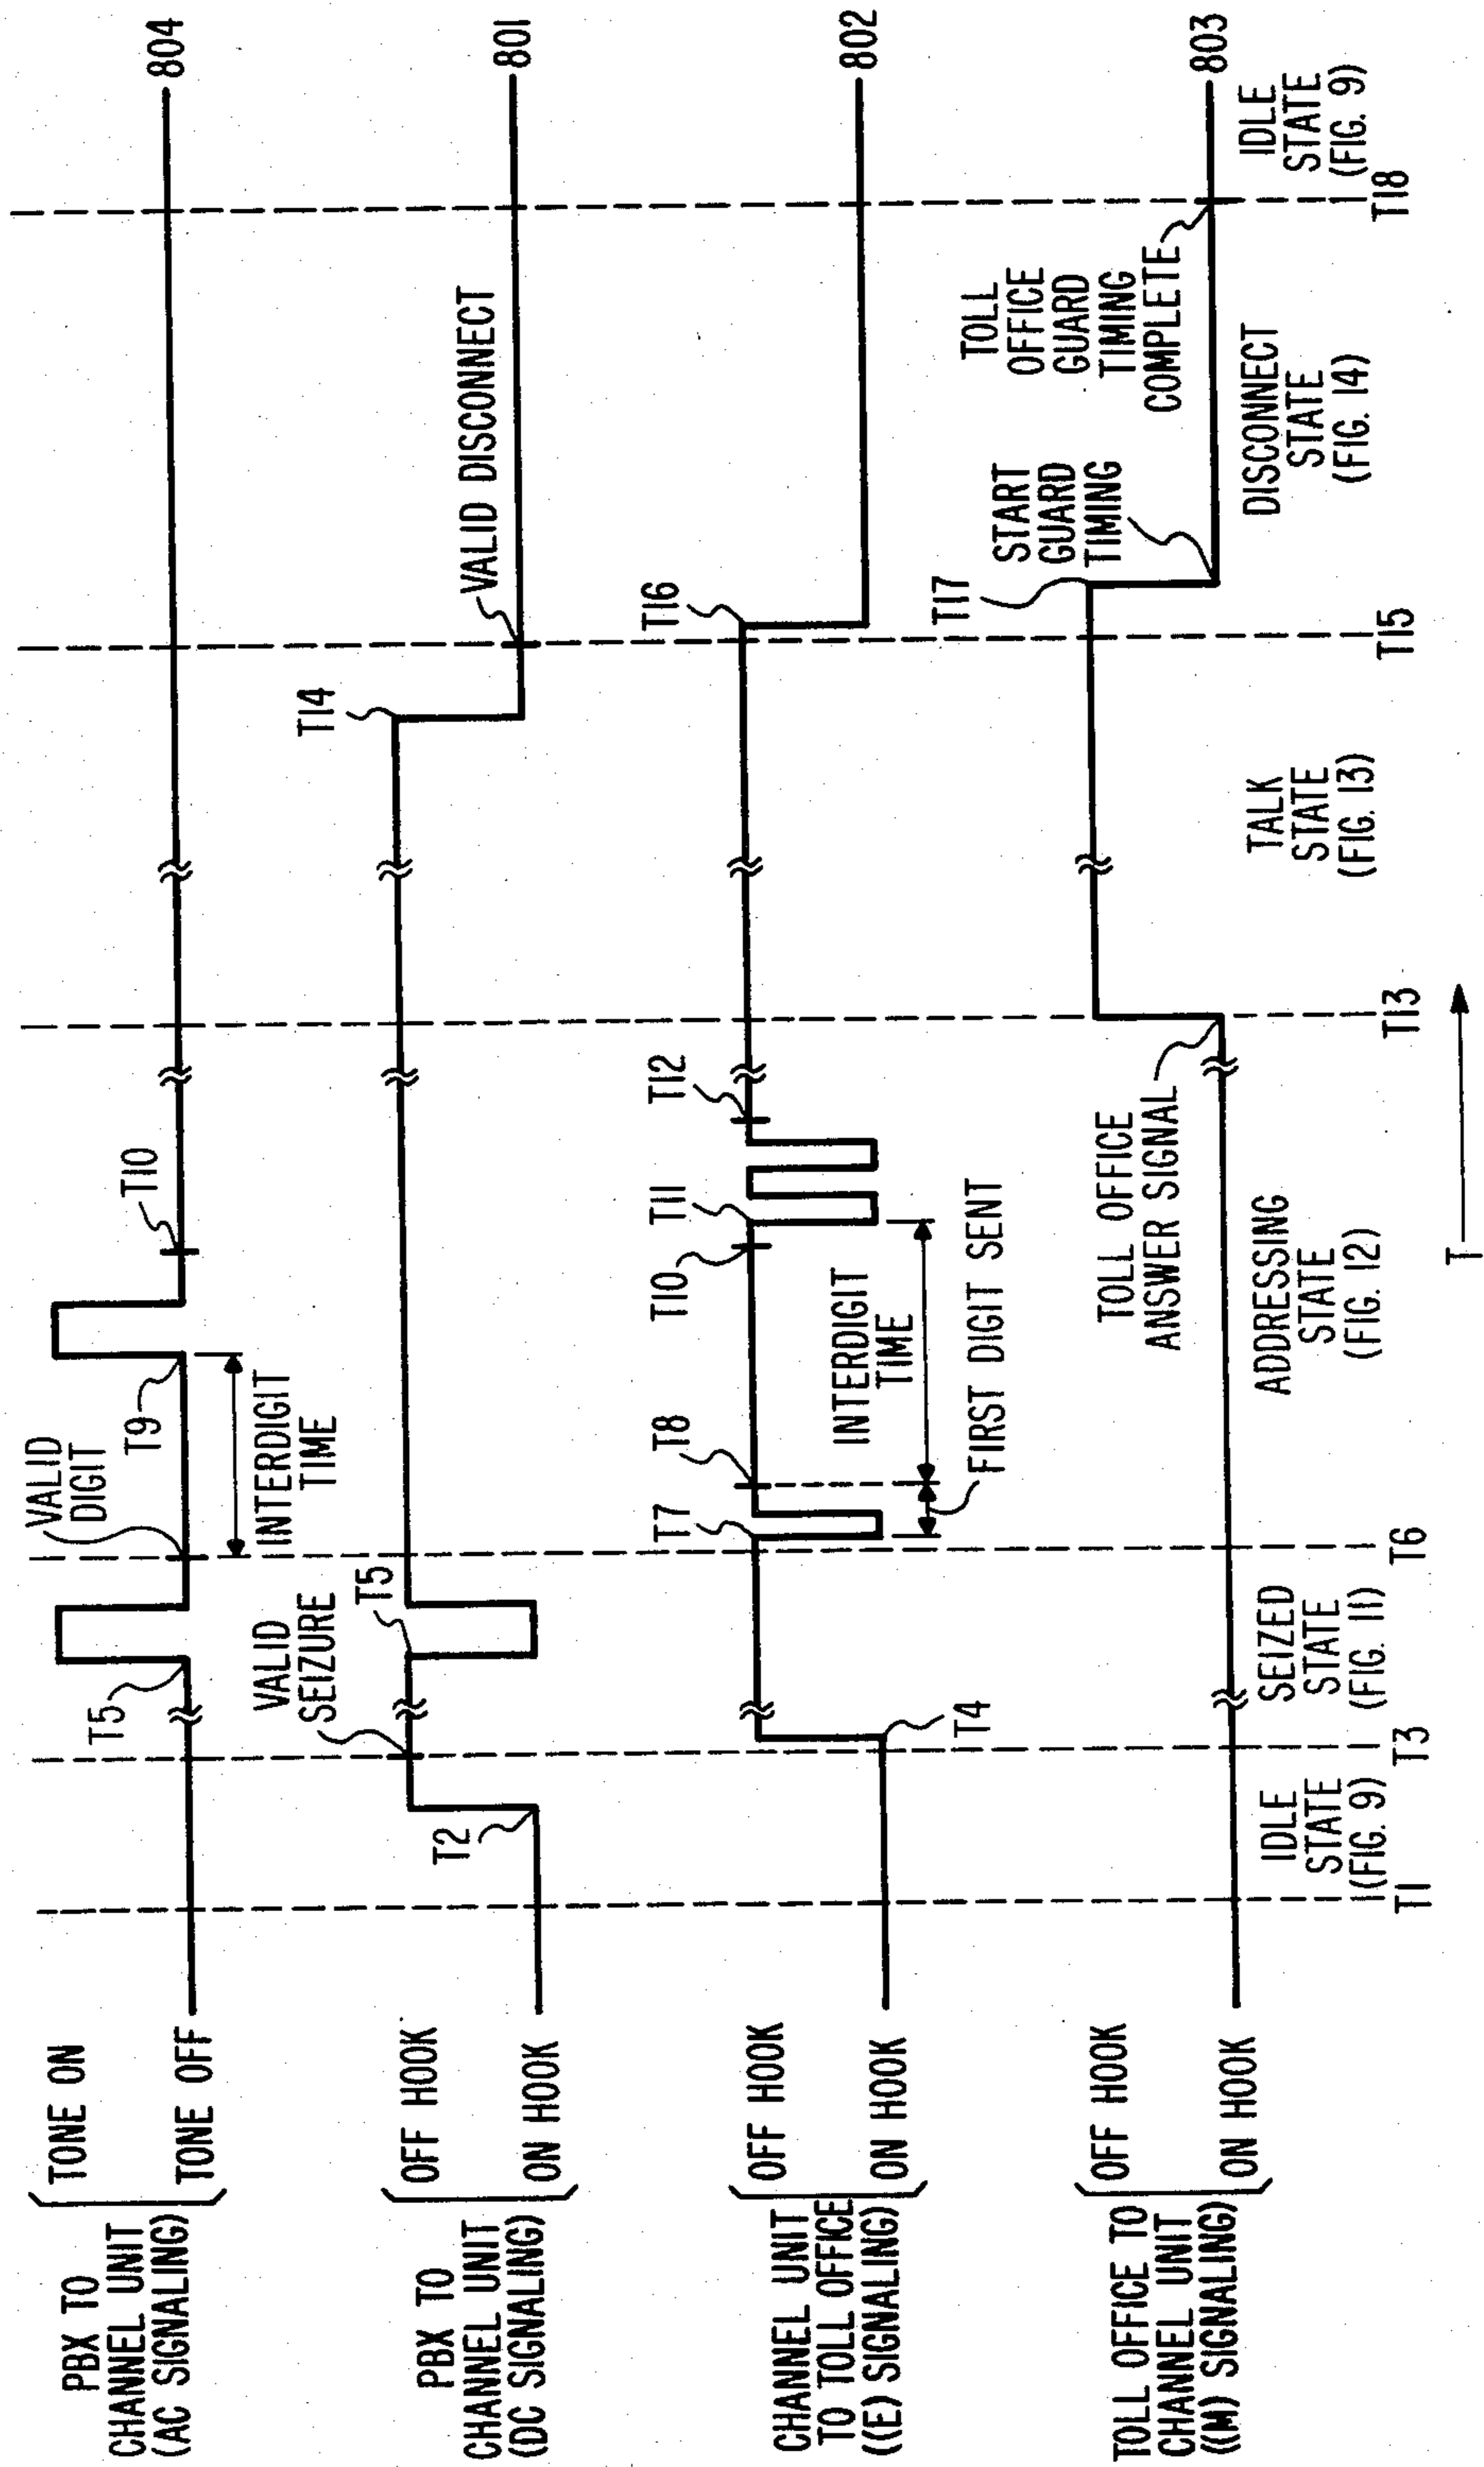 PBX TO
CHANNEL UNIT
(AC SIGNALING)
TONE ON
TONE OFF
T5
VALID
DIGIT
T9
INTERDIGIT
TIME
T10
804
PBX TO
CHANNEL UNIT
(DC SIGNALING)
OFF HOOK
ON HOOK
T2
VALID
SEIZURE
T5
T14
VALID DISCONNECT
801
CHANNEL UNIT
TO TOLL OFFICE
((E) SIGNALING)
OFF HOOK
ON HOOK
T4
T7
T8
T10
T11
T12
INTERDIGIT
TIME
FIRST DIGIT SENT
T16
802
TOLL OFFICE TO
CHANNEL UNIT
((M) SIGNALING)
OFF HOOK
ON HOOK
TOLL OFFICE
ANSWER SIGNAL
T17
START
GUARD
TIMING
TOLL
OFFICE
GUARD
TIMING
COMPLETE
803
IDLE
STATE
(FIG. 9)
SEIZED
STATE
(FIG. 11)
ADDRESSING
STATE
(FIG. 12)
TALK
STATE
(FIG. 13)
DISCONNECT
STATE
(FIG. 14)
IDLE
STATE
(FIG. 9)
T1
T3
T6
T13
T15
T18
T